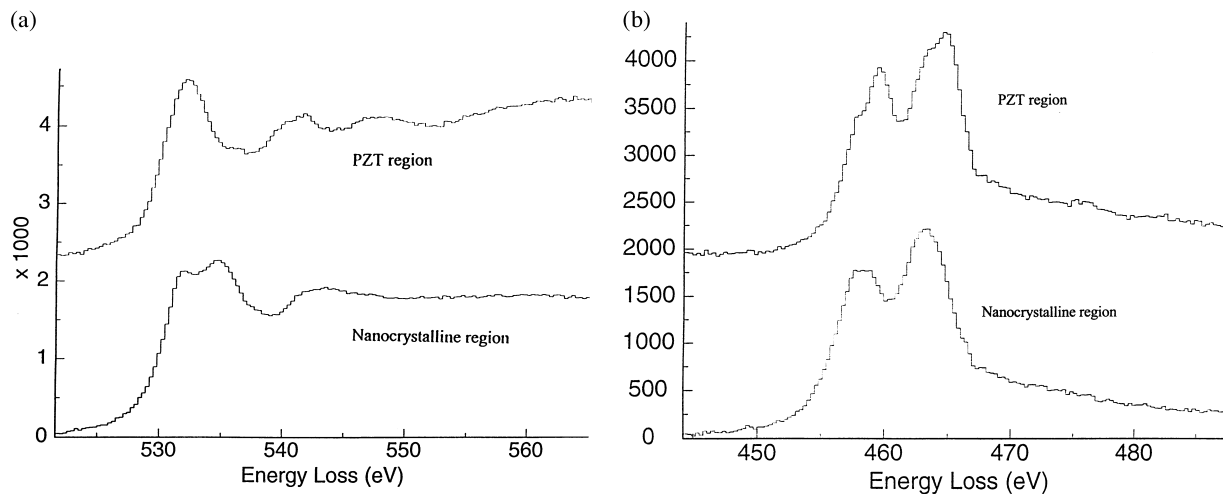 (a)
4
3
2
1
0
x 1000
PZT region
Nanocrystalline region
530
540
550
560
Energy Loss (eV)
(b)
4000
3500
3000
2500
2000
1500
1000
500
0
PZT region
Nanocrystalline region
450
460
470
480
Energy Loss (eV)